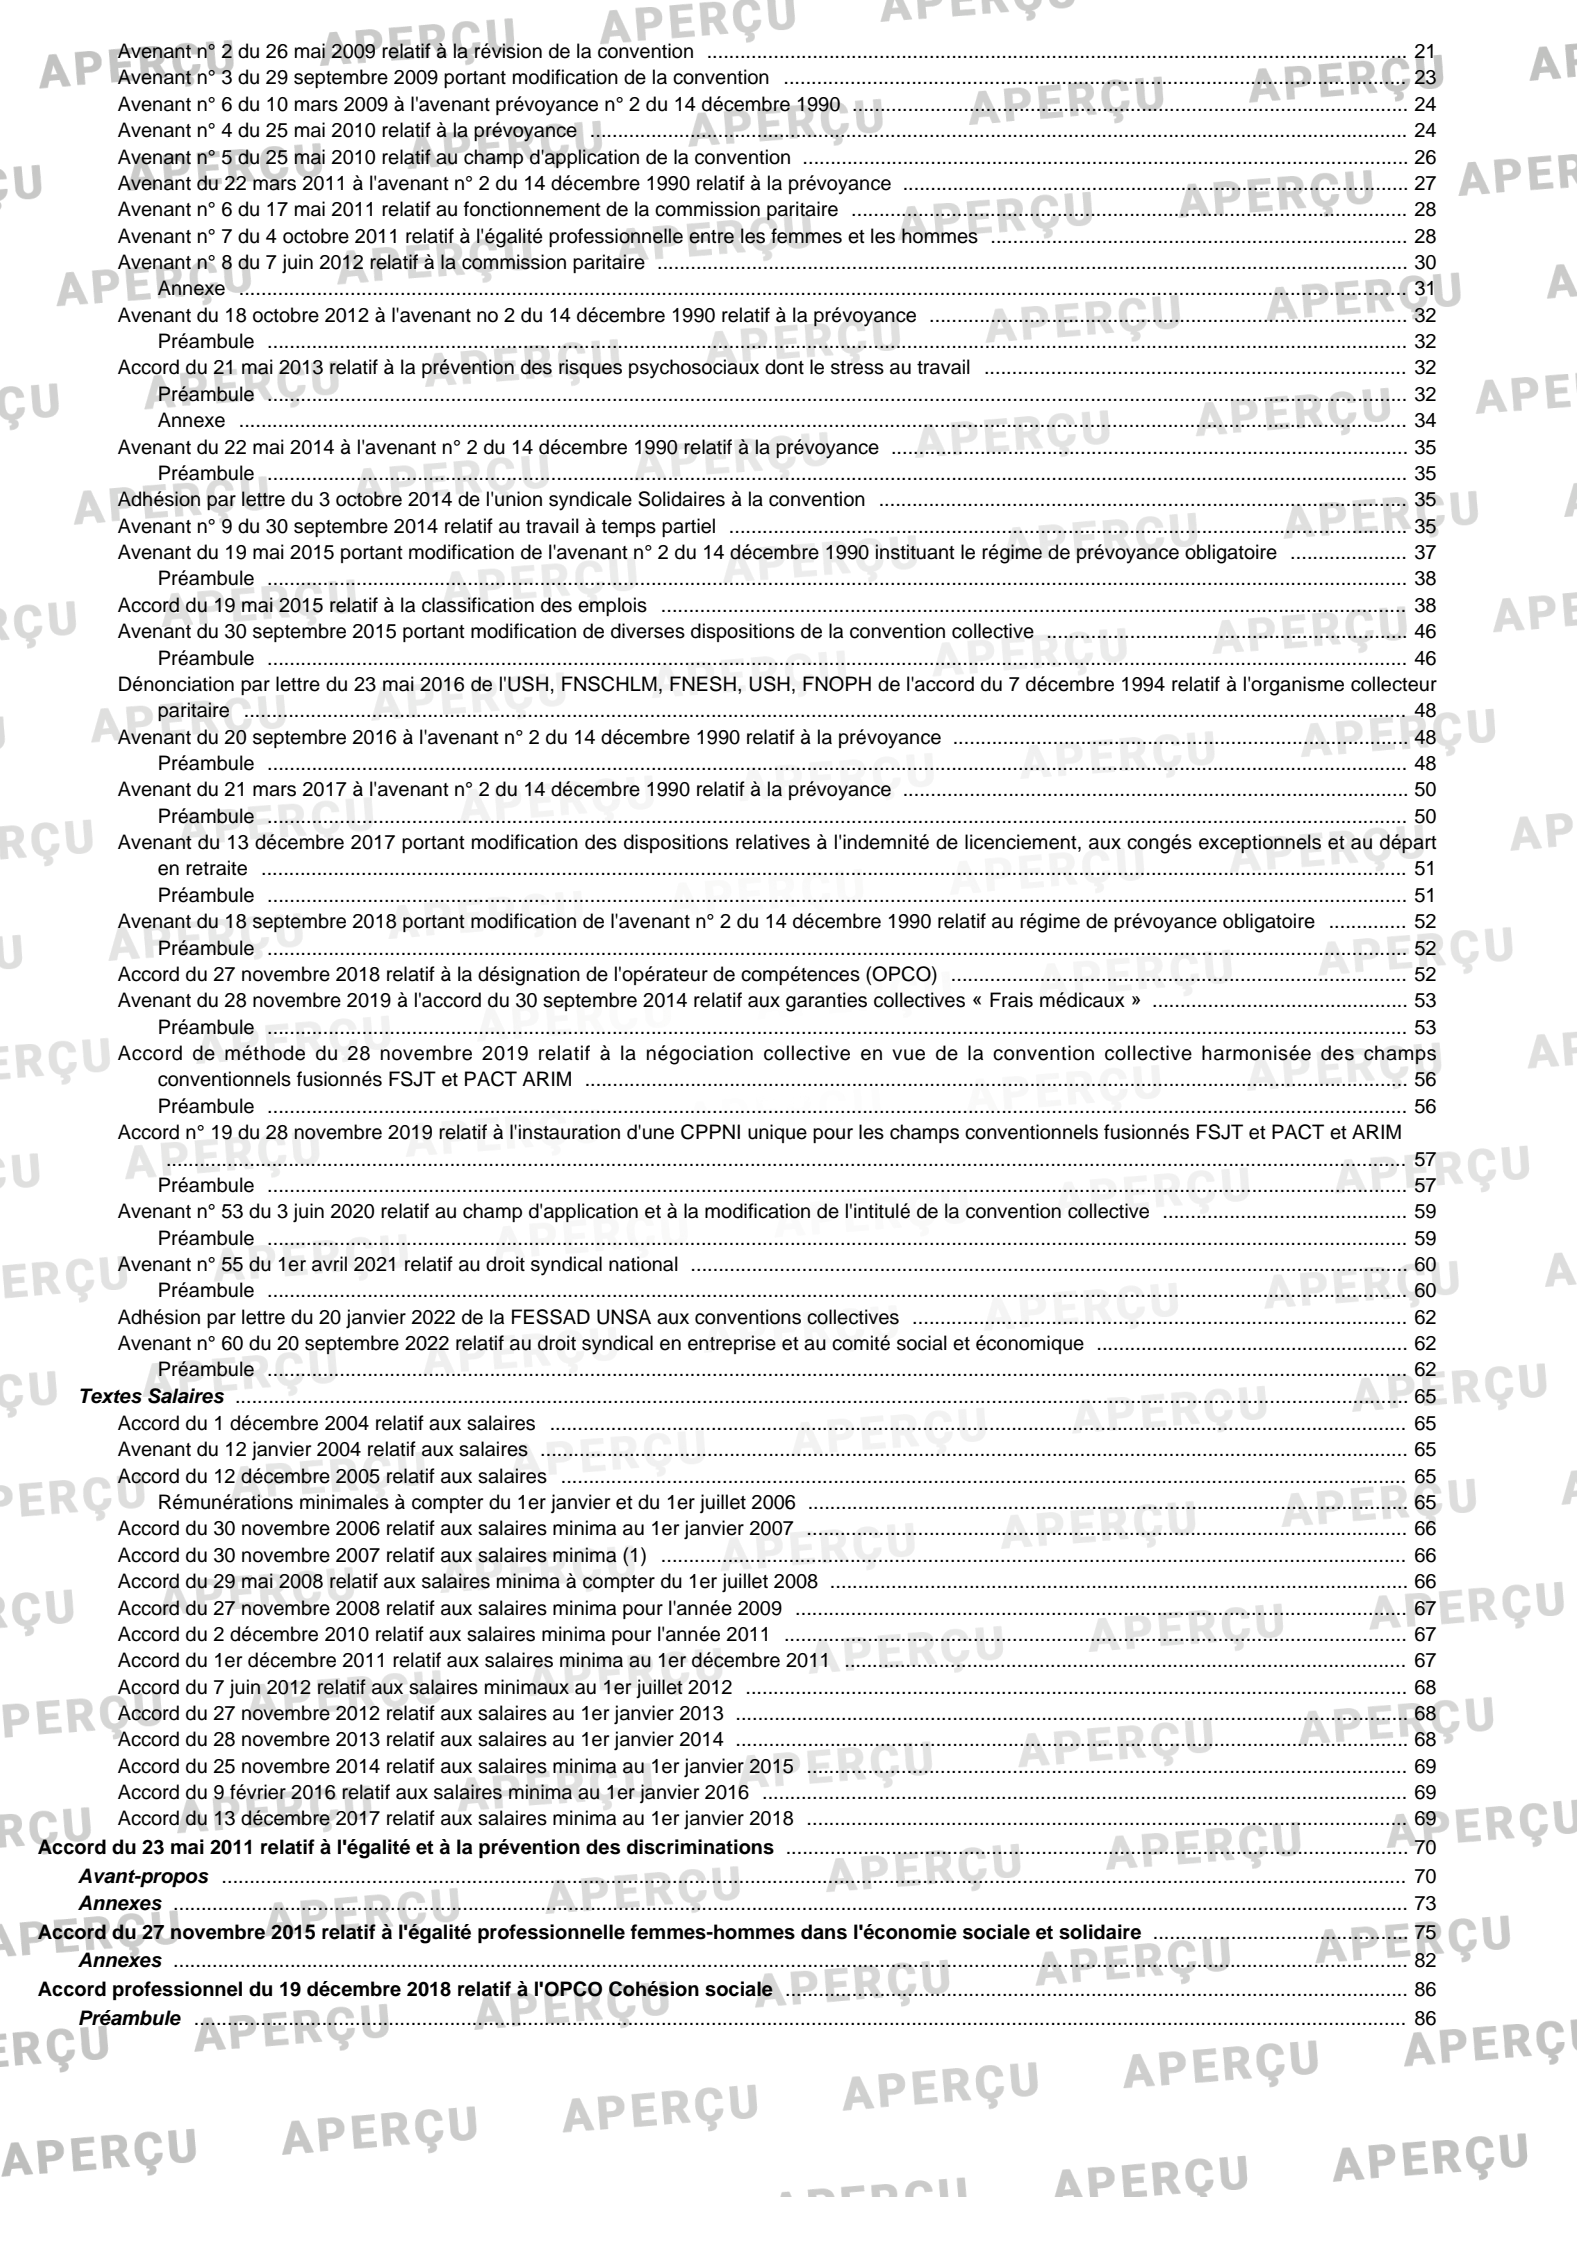 Avenant n° 2 du 26 mai 2009 relatif à la révision de la convention ........ 21
Avenant n° 3 du 29 septembre 2009 portant modification de la convention ........ 23
Avenant n° 6 du 10 mars 2009 à l'avenant prévoyance n° 2 du 14 décembre 1990 ........ 24
Avenant n° 4 du 25 mai 2010 relatif à la prévoyance ........ 24
Avenant n° 5 du 25 mai 2010 relatif au champ d'application de la convention ........ 26
Avenant du 22 mars 2011 à l'avenant n° 2 du 14 décembre 1990 relatif à la prévoyance ........ 27
Avenant n° 6 du 17 mai 2011 relatif au fonctionnement de la commission paritaire ........ 28
Avenant n° 7 du 4 octobre 2011 relatif à l'égalité professionnelle entre les femmes et les hommes ........ 28
Avenant n° 8 du 7 juin 2012 relatif à la commission paritaire ........ 30
Annexe ........ 31
Avenant du 18 octobre 2012 à l'avenant no 2 du 14 décembre 1990 relatif à la prévoyance ........ 32
Préambule ........ 32
Accord du 21 mai 2013 relatif à la prévention des risques psychosociaux dont le stress au travail ........ 32
Préambule ........ 32
Annexe ........ 34
Avenant du 22 mai 2014 à l'avenant n° 2 du 14 décembre 1990 relatif à la prévoyance ........ 35
Préambule ........ 35
Adhésion par lettre du 3 octobre 2014 de l'union syndicale Solidaires à la convention ........ 35
Avenant n° 9 du 30 septembre 2014 relatif au travail à temps partiel ........ 35
Avenant du 19 mai 2015 portant modification de l'avenant n° 2 du 14 décembre 1990 instituant le régime de prévoyance obligatoire ........ 37
Préambule ........ 38
Accord du 19 mai 2015 relatif à la classification des emplois ........ 38
Avenant du 30 septembre 2015 portant modification de diverses dispositions de la convention collective ........ 46
Préambule ........ 46
Dénonciation par lettre du 23 mai 2016 de l'USH, FNSCHLM, FNESH, USH, FNOPH de l'accord du 7 décembre 1994 relatif à l'organisme collecteur
paritaire ........ 48
Avenant du 20 septembre 2016 à l'avenant n° 2 du 14 décembre 1990 relatif à la prévoyance ........ 48
Préambule ........ 48
Avenant du 21 mars 2017 à l'avenant n° 2 du 14 décembre 1990 relatif à la prévoyance ........ 50
Préambule ........ 50
Avenant du 13 décembre 2017 portant modification des dispositions relatives à l'indemnité de licenciement, aux congés exceptionnels et au départ
en retraite ........ 51
Préambule ........ 51
Avenant du 18 septembre 2018 portant modification de l'avenant n° 2 du 14 décembre 1990 relatif au régime de prévoyance obligatoire ........ 52
Préambule ........ 52
Accord du 27 novembre 2018 relatif à la désignation de l'opérateur de compétences (OPCO) ........ 52
Avenant du 28 novembre 2019 à l'accord du 30 septembre 2014 relatif aux garanties collectives « Frais médicaux » ........ 53
Préambule ........ 53
Accord de méthode du 28 novembre 2019 relatif à la négociation collective en vue de la convention collective harmonisée des champs
conventionnels fusionnés FSJT et PACT ARIM ........ 56
Préambule ........ 56
Accord n° 19 du 28 novembre 2019 relatif à l'instauration d'une CPPNI unique pour les champs conventionnels fusionnés FSJT et PACT et ARIM
........ 57
Préambule ........ 57
Avenant n° 53 du 3 juin 2020 relatif au champ d'application et à la modification de l'intitulé de la convention collective ........ 59
Préambule ........ 59
Avenant n° 55 du 1er avril 2021 relatif au droit syndical national ........ 60
Préambule ........ 60
Adhésion par lettre du 20 janvier 2022 de la FESSAD UNSA aux conventions collectives ........ 62
Avenant n° 60 du 20 septembre 2022 relatif au droit syndical en entreprise et au comité social et économique ........ 62
Préambule ........ 62
Textes Salaires ........ 65
Accord du 1 décembre 2004 relatif aux salaires ........ 65
Avenant du 12 janvier 2004 relatif aux salaires ........ 65
Accord du 12 décembre 2005 relatif aux salaires ........ 65
Rémunérations minimales à compter du 1er janvier et du 1er juillet 2006 ........ 65
Accord du 30 novembre 2006 relatif aux salaires minima au 1er janvier 2007 ........ 66
Accord du 30 novembre 2007 relatif aux salaires minima (1) ........ 66
Accord du 29 mai 2008 relatif aux salaires minima à compter du 1er juillet 2008 ........ 66
Accord du 27 novembre 2008 relatif aux salaires minima pour l'année 2009 ........ 67
Accord du 2 décembre 2010 relatif aux salaires minima pour l'année 2011 ........ 67
Accord du 1er décembre 2011 relatif aux salaires minima au 1er décembre 2011 ........ 67
Accord du 7 juin 2012 relatif aux salaires minimaux au 1er juillet 2012 ........ 68
Accord du 27 novembre 2012 relatif aux salaires au 1er janvier 2013 ........ 68
Accord du 28 novembre 2013 relatif aux salaires au 1er janvier 2014 ........ 68
Accord du 25 novembre 2014 relatif aux salaires minima au 1er janvier 2015 ........ 69
Accord du 9 février 2016 relatif aux salaires minima au 1er janvier 2016 ........ 69
Accord du 13 décembre 2017 relatif aux salaires minima au 1er janvier 2018 ........ 69
Accord du 23 mai 2011 relatif à l'égalité et à la prévention des discriminations ........ 70
Avant-propos ........ 70
Annexes ........ 73
Accord du 27 novembre 2015 relatif à l'égalité professionnelle femmes-hommes dans l'économie sociale et solidaire ........ 75
Annexes ........ 82
Accord professionnel du 19 décembre 2018 relatif à l'OPCO Cohésion sociale ........ 86
Préambule ........ 86
APERÇU